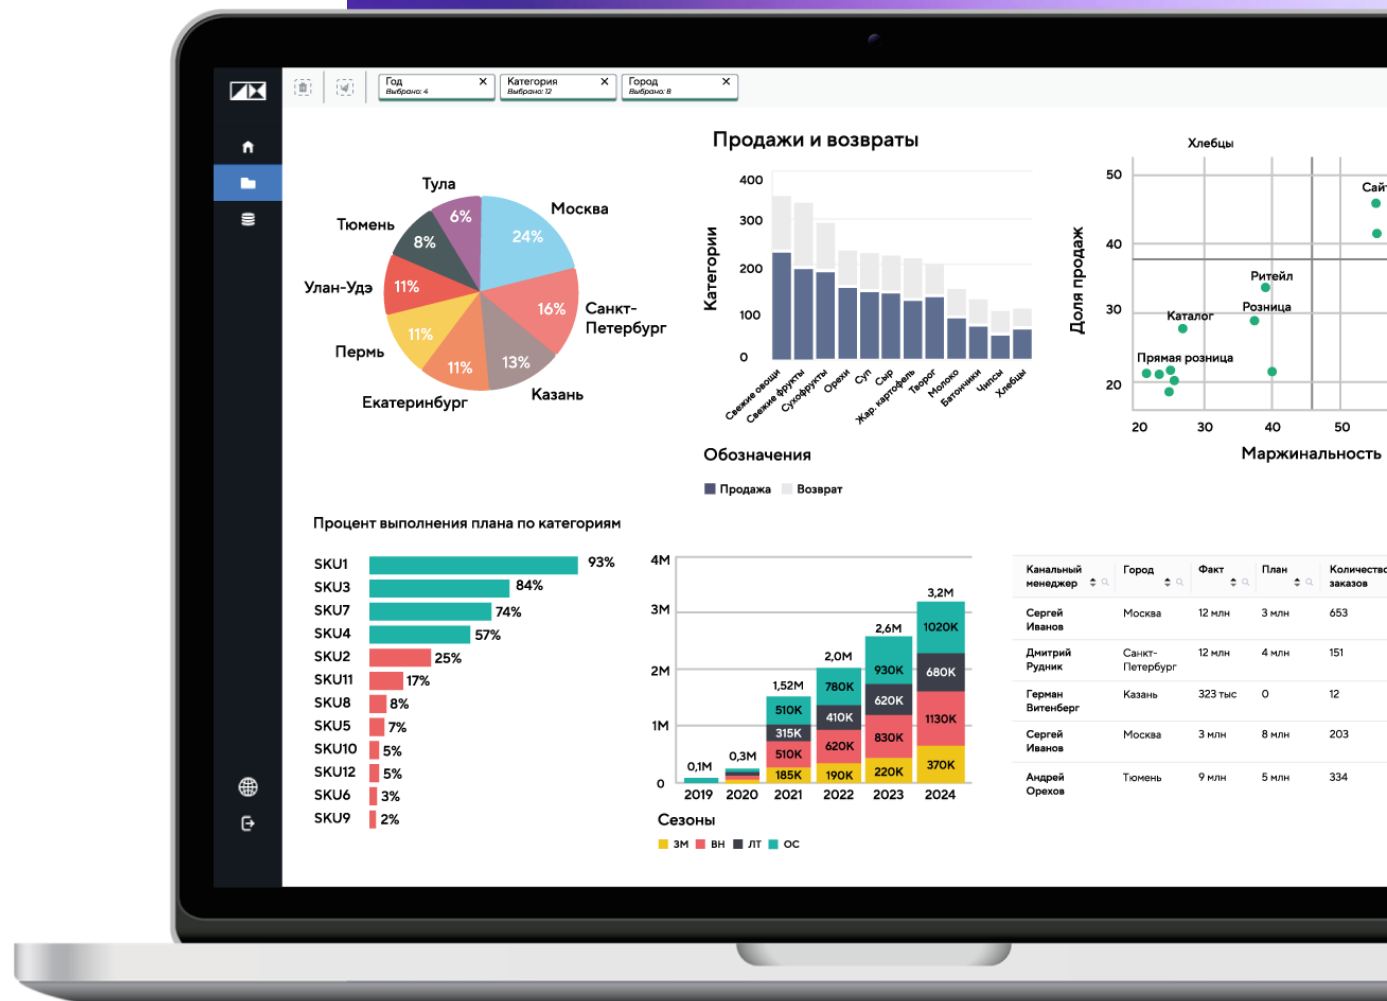 Год
Выбрано: 4
Категория
Выбрано: 12
Город
Выбрано: 8
Тула
Москва
Тюмень
6%
24%
8%
Улан-Удэ
11%
16%
Санкт-
Петербург
11%
Пермь
11%
13%
Екатеринбург
Казань
Продажи и возвраты
Категории
400
300
200
100
0
Свежие овощи
Свежие фрукты
Сухофрукты
Орехи
Суп
Сыр
Жар. картофель
Творог
Молоко
Батончики
Чипсы
Хлебцы
Обозначения
Продажа
Возврат
Хлебцы
Доля продаж
50
40
30
20
Сайт
Ритейл
Розница
Каталог
Прямая розница
20 30 40 50
Маржинальность
Процент выполнения плана по категориям
SKU1 93%
SKU3 84%
SKU7 74%
SKU4 57%
SKU2 25%
SKU11 17%
SKU8 8%
SKU5 7%
SKU10 5%
SKU12 5%
SKU6 3%
SKU9 2%
4M
3M
2M
1M
0
0,1M
0,3M
1,52M
510K
315K
510K
185K
2,0M
780K
410K
620K
190K
2,6M
930K
620K
830K
220K
3,2M
1020K
680K
1130K
370K
2019 2020 2021 2022 2023 2024
Сезоны
ЗМ ВН ЛТ ОС
Канальный
менеджер
Город
Факт
План
Количество
заказов
Сергей
Иванов
Москва
12 млн
3 млн
653
Дмитрий
Рудник
Санкт-
Петербург
12 млн
4 млн
151
Герман
Витенберг
Казань
323 тыс
0
12
Сергей
Иванов
Москва
3 млн
8 млн
203
Андрей
Орехов
Тюмень
9 млн
5 млн
334